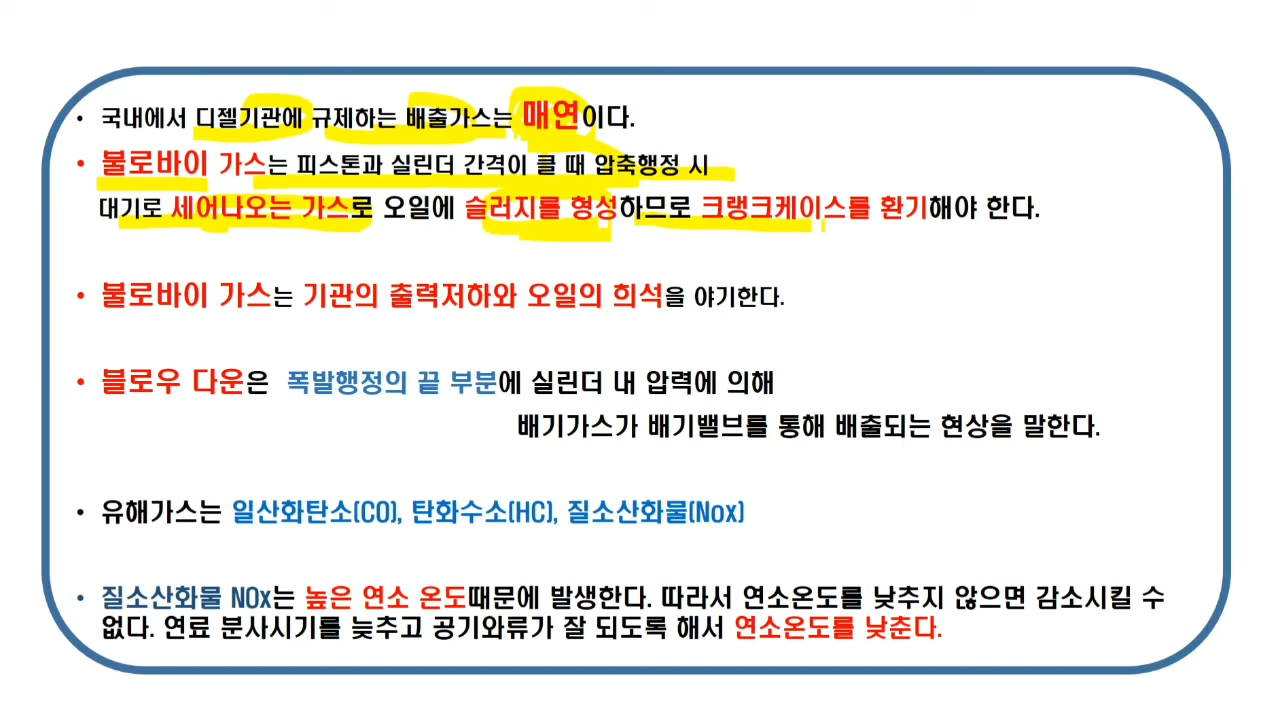 • 국내에서 디젤기관에 규제하는 배출가스는 매연이다.
• 불로바이 가스는 피스톤과 실린더 간격이 클 때 압축행정 시
대기로 세어나오는 가스로 오일에 슬러지를 형성하므로 크랭크케이스를 환기해야 한다.
• 불로바이 가스는 기관의 출력저하와 오일의 희석을 야기한다.
• 블로우 다운은 폭발행정의 끝 부분에 실린더 내 압력에 의해
배기가스가 배기밸브를 통해 배출되는 현상을 말한다.
• 유해가스는 일산화탄소(CO), 탄화수소(HC), 질소산화물(Nox)
• 질소산화물 NOx는 높은 연소 온도때문에 발생한다. 따라서 연소온도를 낮추지 않으면 감소시킬 수
없다. 연료 분사시기를 늦추고 공기와류가 잘 되도록 해서 연소온도를 낮춘다.